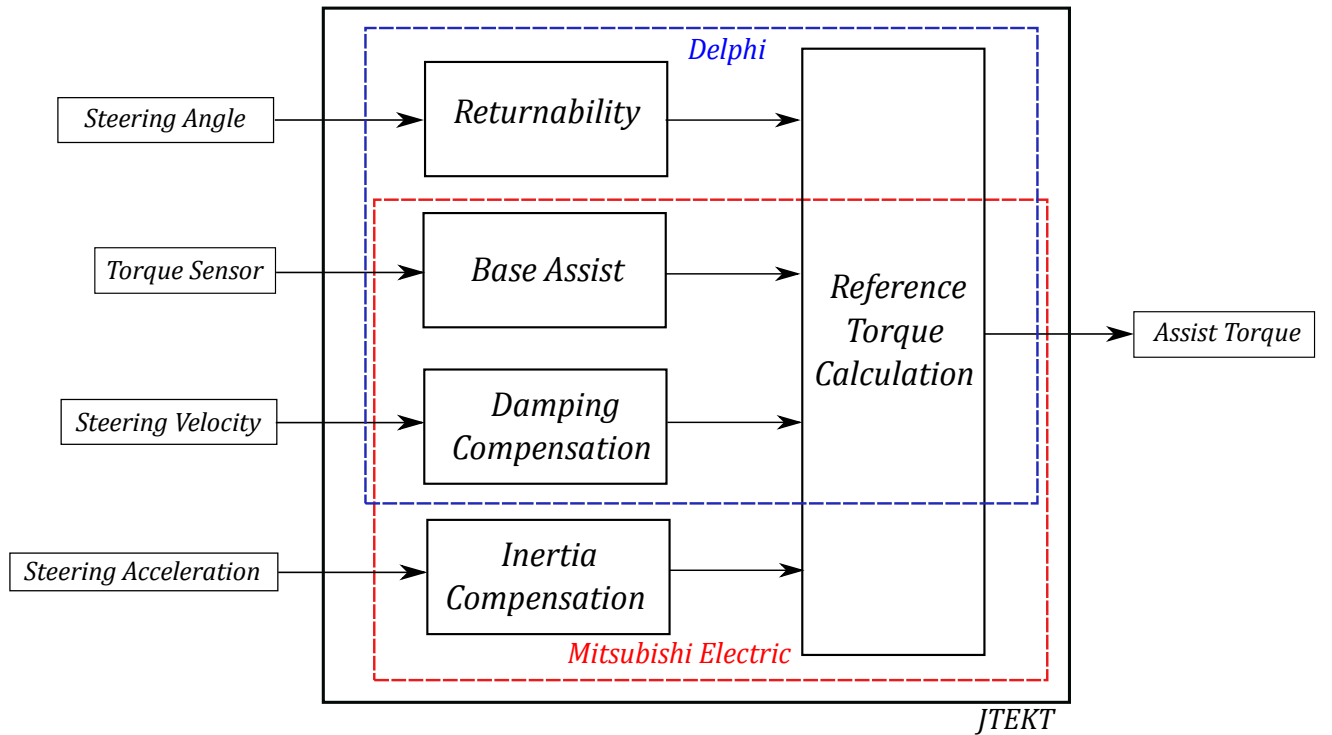 Delphi
Steering Angle
Returnability
Torque Sensor
Base Assist
Reference
Torque
Calculation
Assist Torque
Steering Velocity
Damping
Compensation
Steering Acceleration
Inertia
Compensation
Mitsubishi Electric
JTEKT